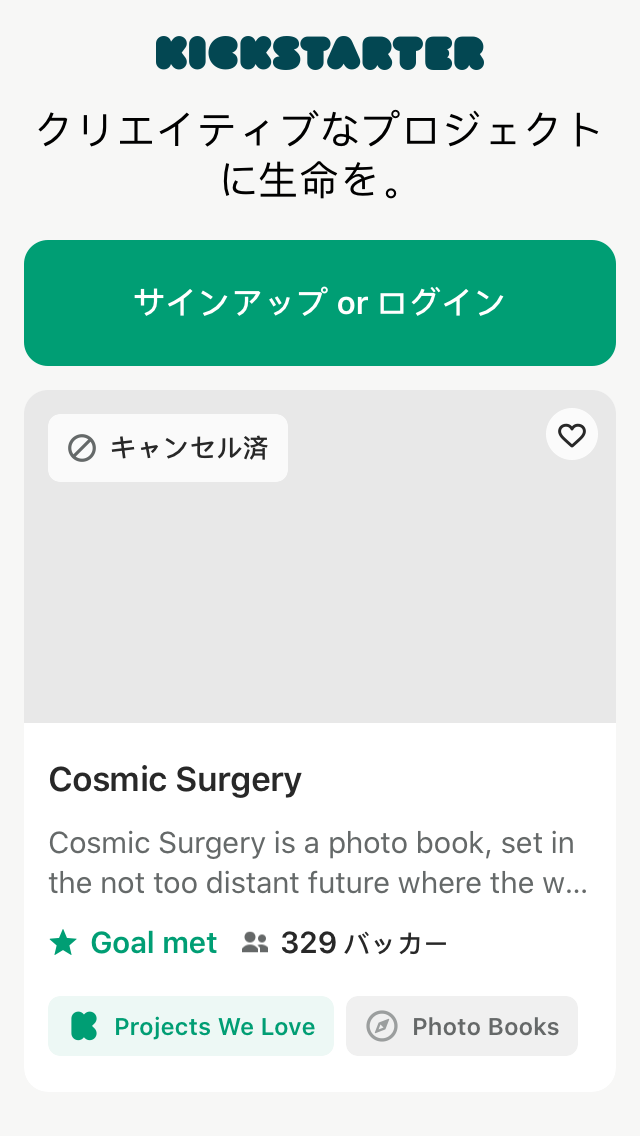 KICKSTARTER
クリエイティブなプロジェクト
に生命を。
サインアップ or ログイン
キャンセル済
Cosmic Surgery
Cosmic Surgery is a photo book, set in
the not too distant future where the w...
Goal met 329 バッカー
Projects We Love Photo Books